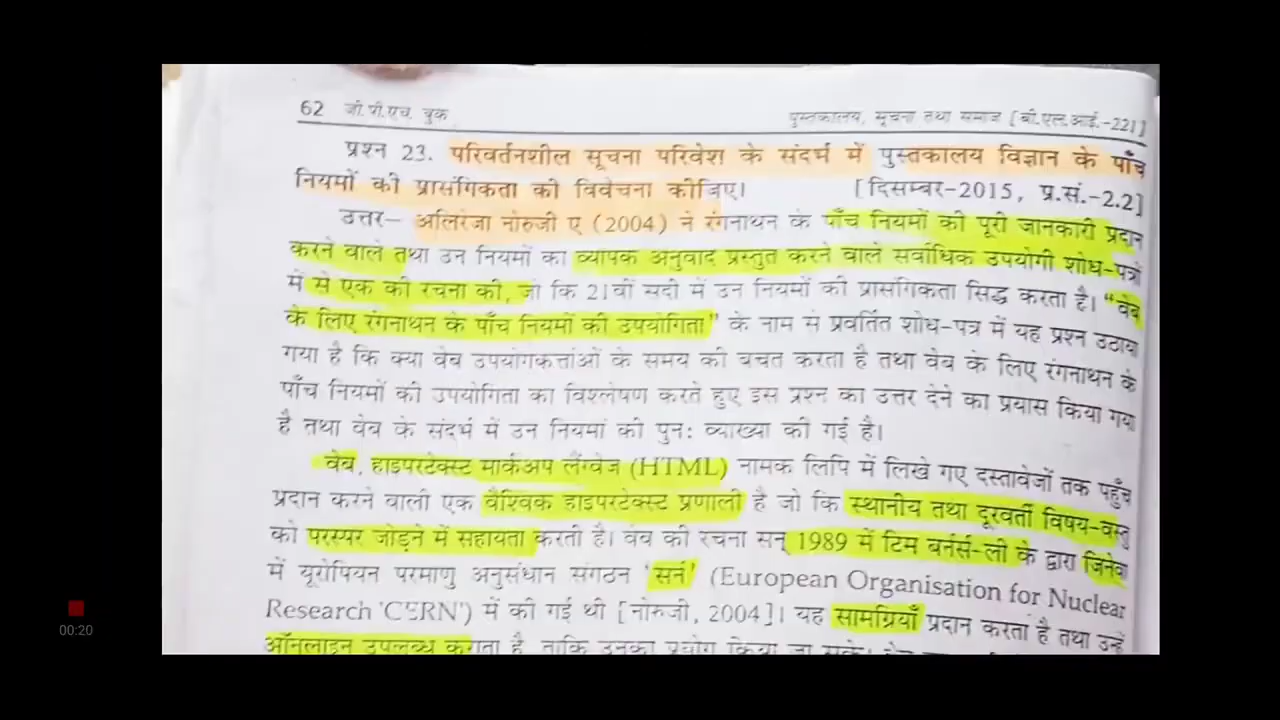 62 जी.पी.एच. बुक
पुस्तकालय, सूचना तथा समाज [बी.एल.आई.-221]
प्रश्न 23. परिवर्तनशील सूचना परिवेश के संदर्भ में पुस्तकालय विज्ञान के पाँच
नियमों की प्रासंगिकता की विवेचना कीजिए। [दिसम्बर-2015, प्र.सं.-2.2]
उत्तर– अलिरेजा नोरुजी ए (2004) ने रंगनाथन के पाँच नियमों की पूरी जानकारी प्रदान
करने वाले तथा उन नियमों का व्यापक अनुवाद प्रस्तुत करने वाले सर्वाधिक उपयोगी शोध-पत्रों
में से एक की रचना की, जो कि 21वीं सदी में उन नियमों की प्रासंगिकता सिद्ध करता है। “वेब
के लिए रंगनाथन के पाँच नियमों की उपयोगिता” के नाम से प्रवर्तित शोध-पत्र में यह प्रश्न उठाया
गया है कि क्या वेब उपयोगकर्त्ताओं के समय की बचत करता है तथा वेब के लिए रंगनाथन के
पाँच नियमों की उपयोगिता का विश्लेषण करते हुए इस प्रश्न का उत्तर देने का प्रयास किया गया
है तथा वेब के संदर्भ में उन नियमों की पुनः व्याख्या की गई है।
वेब, हाइपरटेक्स्ट मार्कअप लैंग्वेज (HTML) नामक लिपि में लिखे गए दस्तावेजों तक पहुँच
प्रदान करने वाली एक वैश्विक हाइपरटेक्स्ट प्रणाली है जो कि स्थानीय तथा दूरवर्ती विषय-वस्तु
को परस्पर जोड़ने में सहायता करती है। वेब की रचना सन् 1989 में टिम बर्नर्स-ली के द्वारा जिनेवा
में यूरोपियन परमाणु अनुसंधान संगठन 'सर्न' (European Organisation for Nuclear
Research 'CERN') में की गई थी [नोरुजी, 2004]। यह सामग्रियाँ प्रदान करता है तथा उन्हें
ऑनलाइन उपलब्ध कराता है, ताकि उनका प्रयोग किया जा सके।
00:20